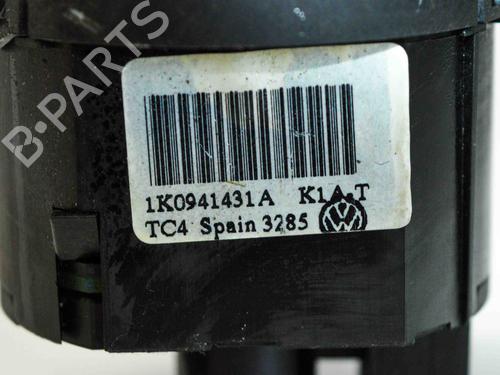 B-PARTS
1K0941431A K1A.T
TC4 Spain 3285